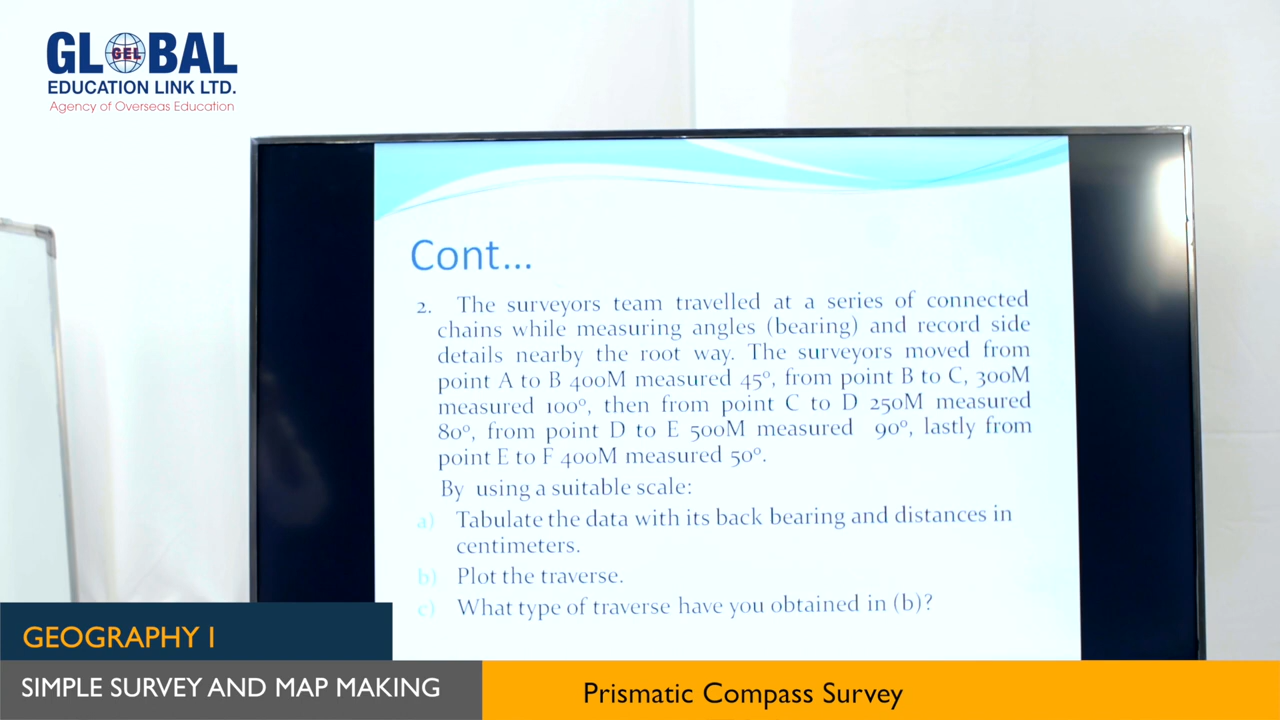 GLOBAL
GEL
EDUCATION LINK LTD.
Agency of Overseas Education
Cont...
2. The surveyors team travelled at a series of connected
chains while measuring angles (bearing) and record side
details nearby the root way. The surveyors moved from
point A to B 400M measured 45°, from point B to C, 300M
measured 100°, then from point C to D 250M measured
80°, from point D to E 500M measured 90°, lastly from
point E to F 400M measured 50°.
By using a suitable scale:
a) Tabulate the data with its back bearing and distances in
centimeters.
b) Plot the traverse.
c) What type of traverse have you obtained in (b)?
GEOGRAPHY I
SIMPLE SURVEY AND MAP MAKING
Prismatic Compass Survey